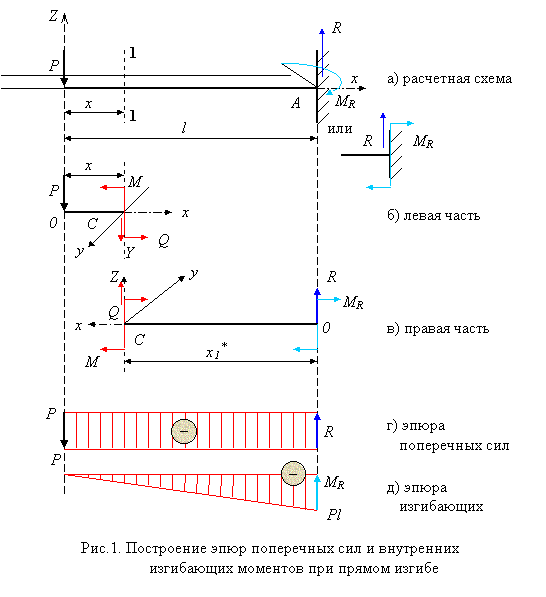 Z
R
P
1
x
а) расчетная схема
A
M_R
x
1
или
l
R
M_R
x
P
M
x
0
C
б) левая часть
y
Y
Q
Z
y
R
Q
M_R
x
C
0
в) правая часть
M
x₁*
P
R
г) эпюра
поперечных сил
P
M_R
д) эпюра
изгибающих
Pl
Рис.1. Построение эпюр поперечных сил и внутренних
изгибающих моментов при прямом изгибе